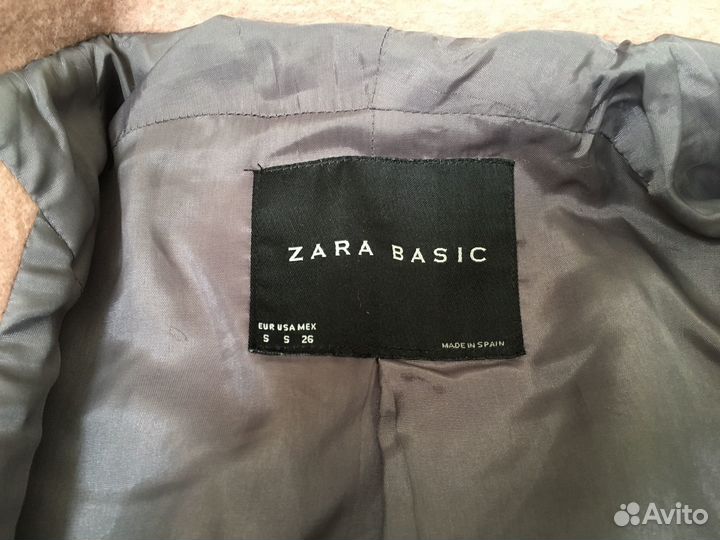 ZARA BASIC
EUR USA MEX
S S 26
MADE IN SPAIN
Avito